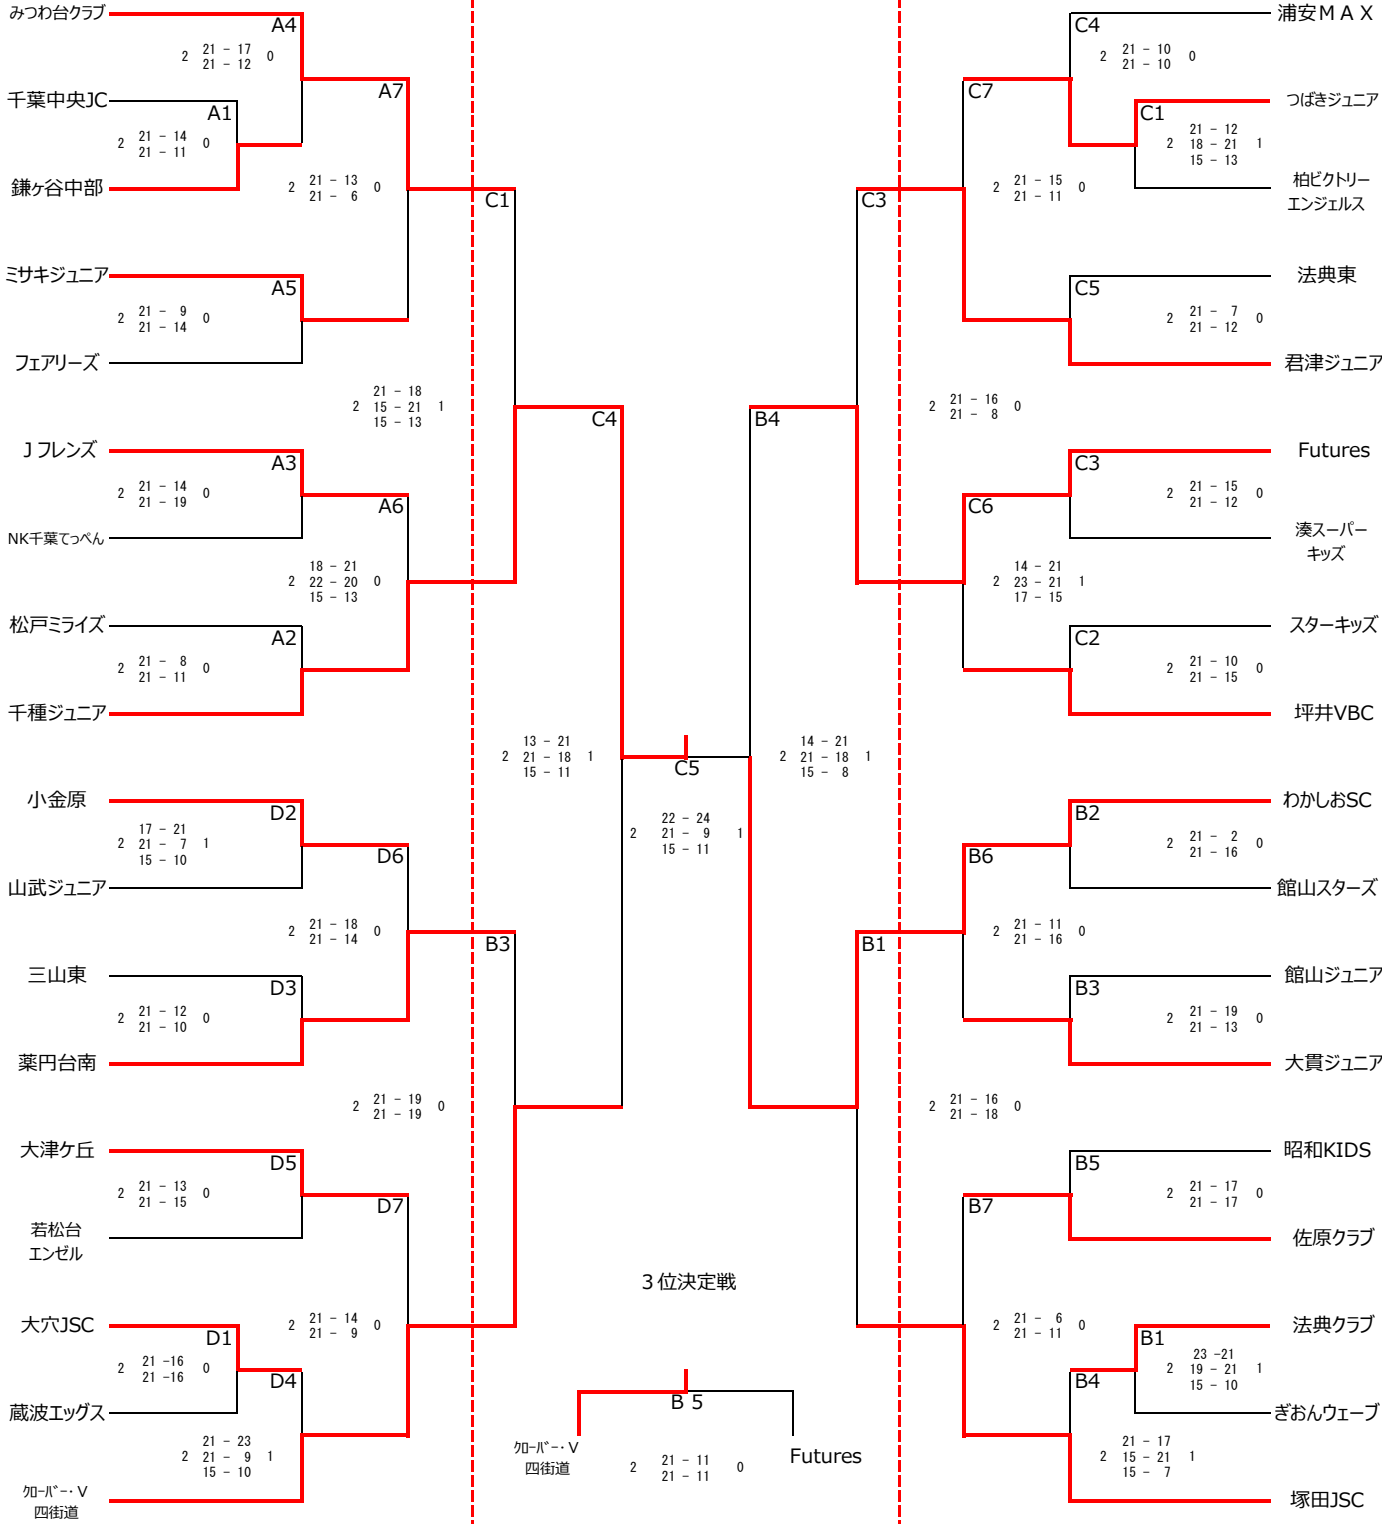 みつわ台クラブ
A4
2 21 - 17 0
21 - 12
千葉中央JC
A1
2 21 - 14 0
21 - 11
鎌ヶ谷中部
A7
2 21 - 13 0
21 - 6
ミサキジュニア
A5
2 21 - 9 0
21 - 14
フェアリーズ
C1
21 - 18
2 15 - 21 1
15 - 13
Jフレンズ
A3
2 21 - 14 0
21 - 19
NK千葉てっぺん
A6
18 - 21
2 22 - 20 0
15 - 13
松戸ミライズ
A2
2 21 - 8 0
21 - 11
千種ジュニア
C4
13 - 21
2 21 - 18 1
15 - 11
小金原
D2
17 - 21
2 21 - 7 1
15 - 10
山武ジュニア
D6
2 21 - 18 0
21 - 14
三山東
D3
2 21 - 12 0
21 - 10
薬円台南
B3
2 21 - 19 0
21 - 19
大津ケ丘
D5
2 21 - 13 0
21 - 15
若松台
エンゼル
D7
2 21 - 14 0
21 - 9
大穴JSC
D1
2 21 -16 0
21 -16
蔵波エッグス
D4
21 - 23
2 21 - 9 1
15 - 10
ｸﾛｰﾊﾞｰ・V
四街道
C5
22 - 24
2 21 - 9 1
15 - 11
3位決定戦
B 5
ｸﾛｰﾊﾞｰ・V
四街道
2 21 - 11 0
21 - 11
Futures
浦安MAX
C4
2 21 - 10 0
21 - 10
つばきジュニア
C1
21 - 12
2 18 - 21 1
15 - 13
柏ビクトリー
エンジェルス
C7
2 21 - 15 0
21 - 11
法典東
C5
2 21 - 7 0
21 - 12
君津ジュニア
C3
2 21 - 16 0
21 - 8
Futures
C3
2 21 - 15 0
21 - 12
湊スーパー
キッズ
C6
14 - 21
2 23 - 21 1
17 - 15
スターキッズ
C2
2 21 - 10 0
21 - 15
坪井VBC
B4
14 - 21
2 21 - 18 1
15 - 8
わかしおSC
B2
2 21 - 2 0
21 - 16
館山スターズ
B6
2 21 - 11 0
21 - 16
館山ジュニア
B3
2 21 - 19 0
21 - 13
大貫ジュニア
B1
2 21 - 16 0
21 - 18
昭和KIDS
B5
2 21 - 17 0
21 - 17
佐原クラブ
B7
2 21 - 6 0
21 - 11
法典クラブ
B1
23 -21
2 19 - 21 1
15 - 10
ぎおんウェーブ
B4
21 - 17
2 15 - 21 1
15 - 7
塚田JSC